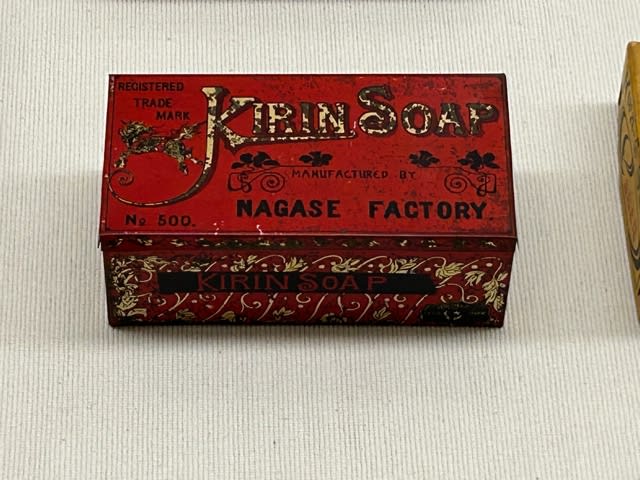 REGISTERED
TRADE
MARK
KIRIN SOAP
MANUFACTURED BY
No 500.
NAGASE FACTORY
KIRIN SOAP